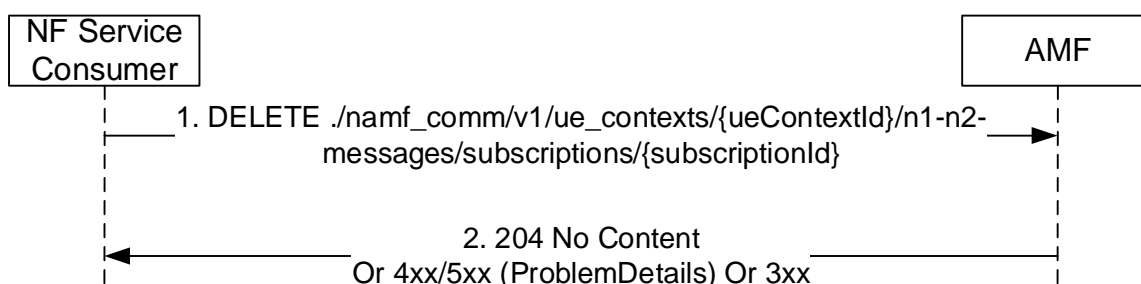 NF Service
Consumer
AMF
1. DELETE ./namf_comm/v1/ue_contexts/{ueContextId}/n1-n2-
messages/subscriptions/{subscriptionId}
2. 204 No Content
Or 4xx/5xx (ProblemDetails) Or 3xx